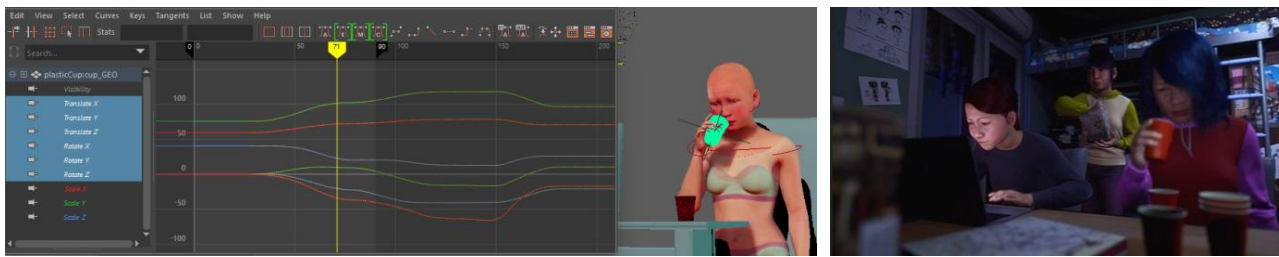 Edit View Select Curves Keys Tangents List Show Help
Stats
Search...
plasticCup:cup_GEO
Visibility
Translate X
Translate Y
Translate Z
Rotate X
Rotate Y
Rotate Z
Scale X
Scale Y
Scale Z
0 0 50 71 90 100 150 200
100
50
0
-50
-100